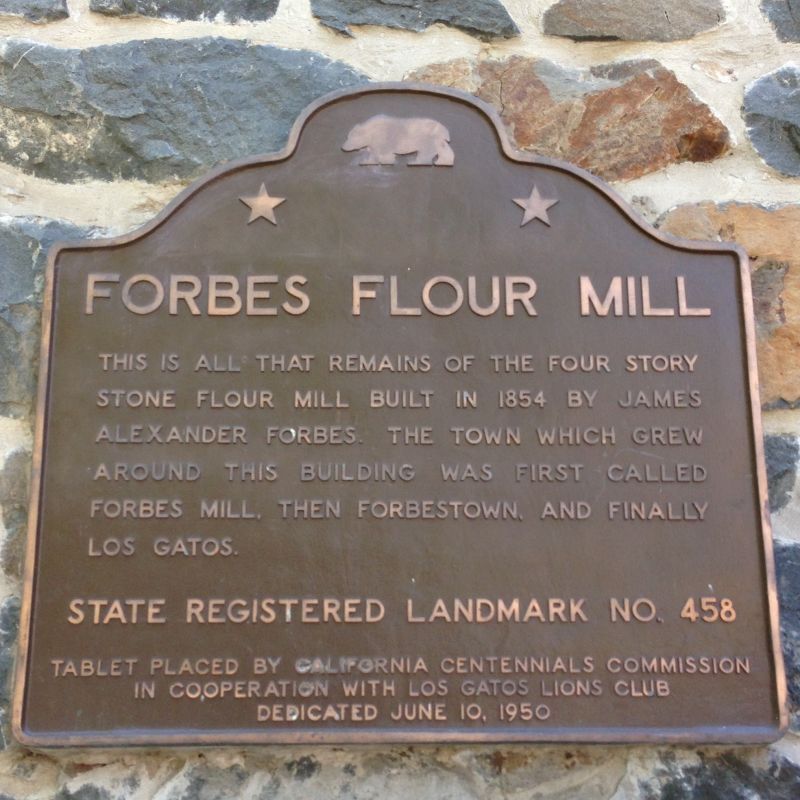 FORBES FLOUR MILL
THIS IS ALL THAT REMAINS OF THE FOUR STORY
STONE FLOUR MILL BUILT IN 1854 BY JAMES
ALEXANDER FORBES. THE TOWN WHICH GREW
AROUND THIS BUILDING WAS FIRST CALLED
FORBES MILL, THEN FORBESTOWN, AND FINALLY
LOS GATOS.
STATE REGISTERED LANDMARK NO. 458
TABLET PLACED BY CALIFORNIA CENTENNIALS COMMISSION
IN COOPERATION WITH LOS GATOS LIONS CLUB
DEDICATED JUNE 10, 1950